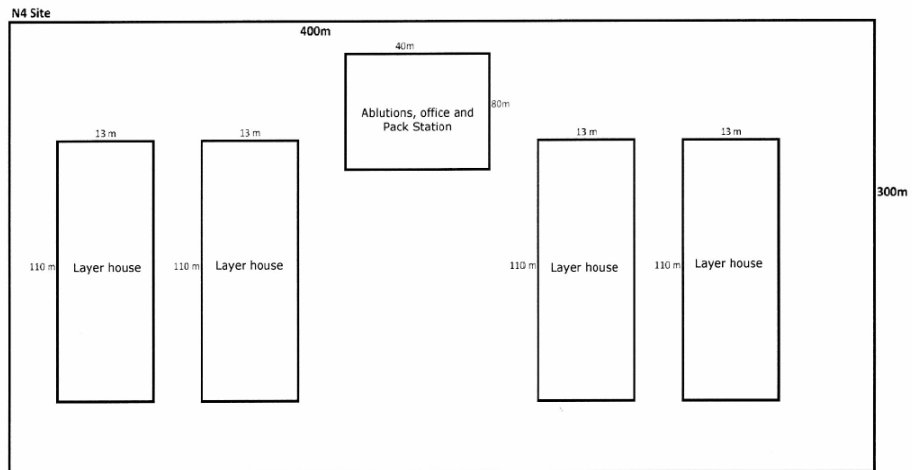 N4 Site
400m
40m
Ablutions, office and
Pack Station
80m
13 m
13 m
13 m
13 m
300m
110 m
Layer house
110 m
Layer house
110 m
Layer house
110 m
Layer house